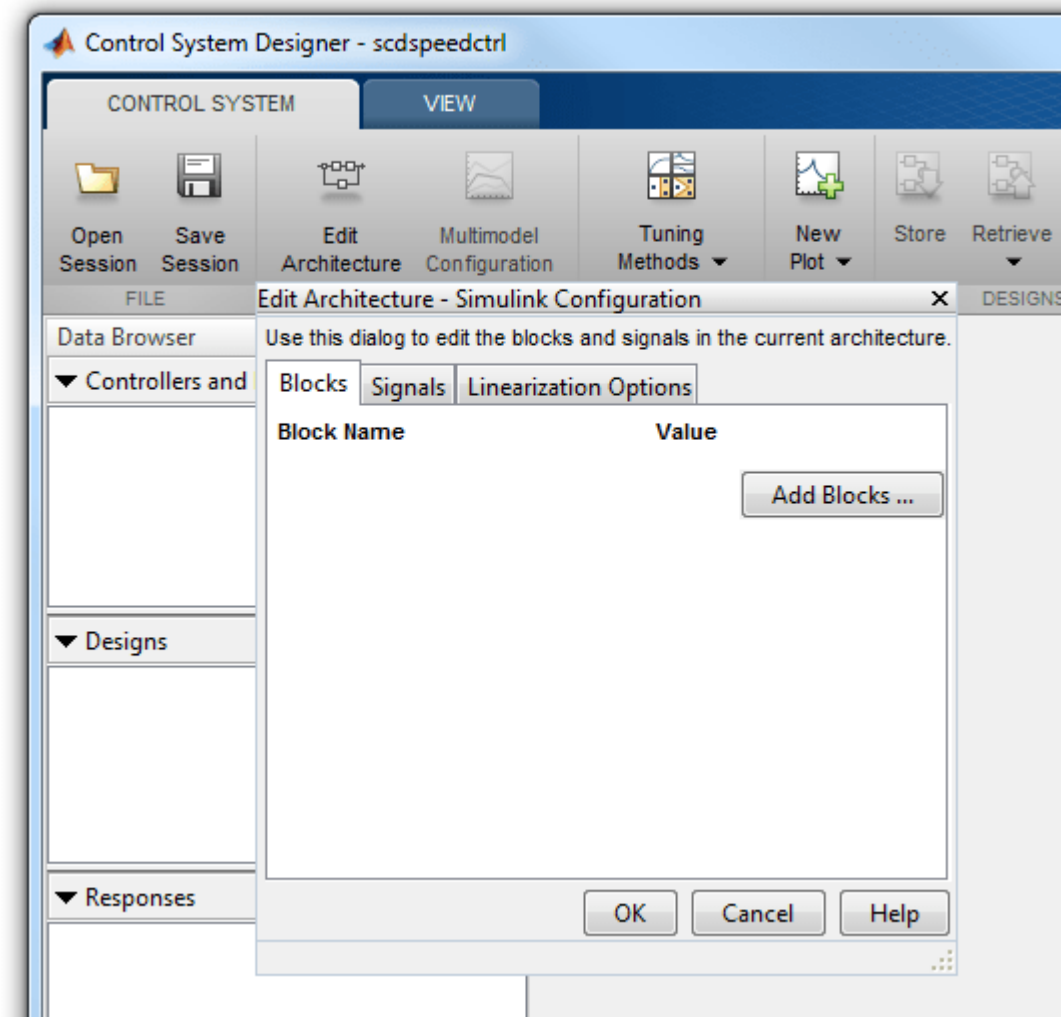 Control System Designer - scdspeedctrl
CONTROL SYSTEM
VIEW
Open Session
Save Session
Edit Architecture
Multimodel Configuration
Tuning Methods
New Plot
Store
Retrieve
FILE
DESIGNS
Edit Architecture - Simulink Configuration
Data Browser
Use this dialog to edit the blocks and signals in the current architecture.
Controllers and
Blocks
Signals
Linearization Options
Block Name
Value
Add Blocks ...
Designs
Responses
OK
Cancel
Help